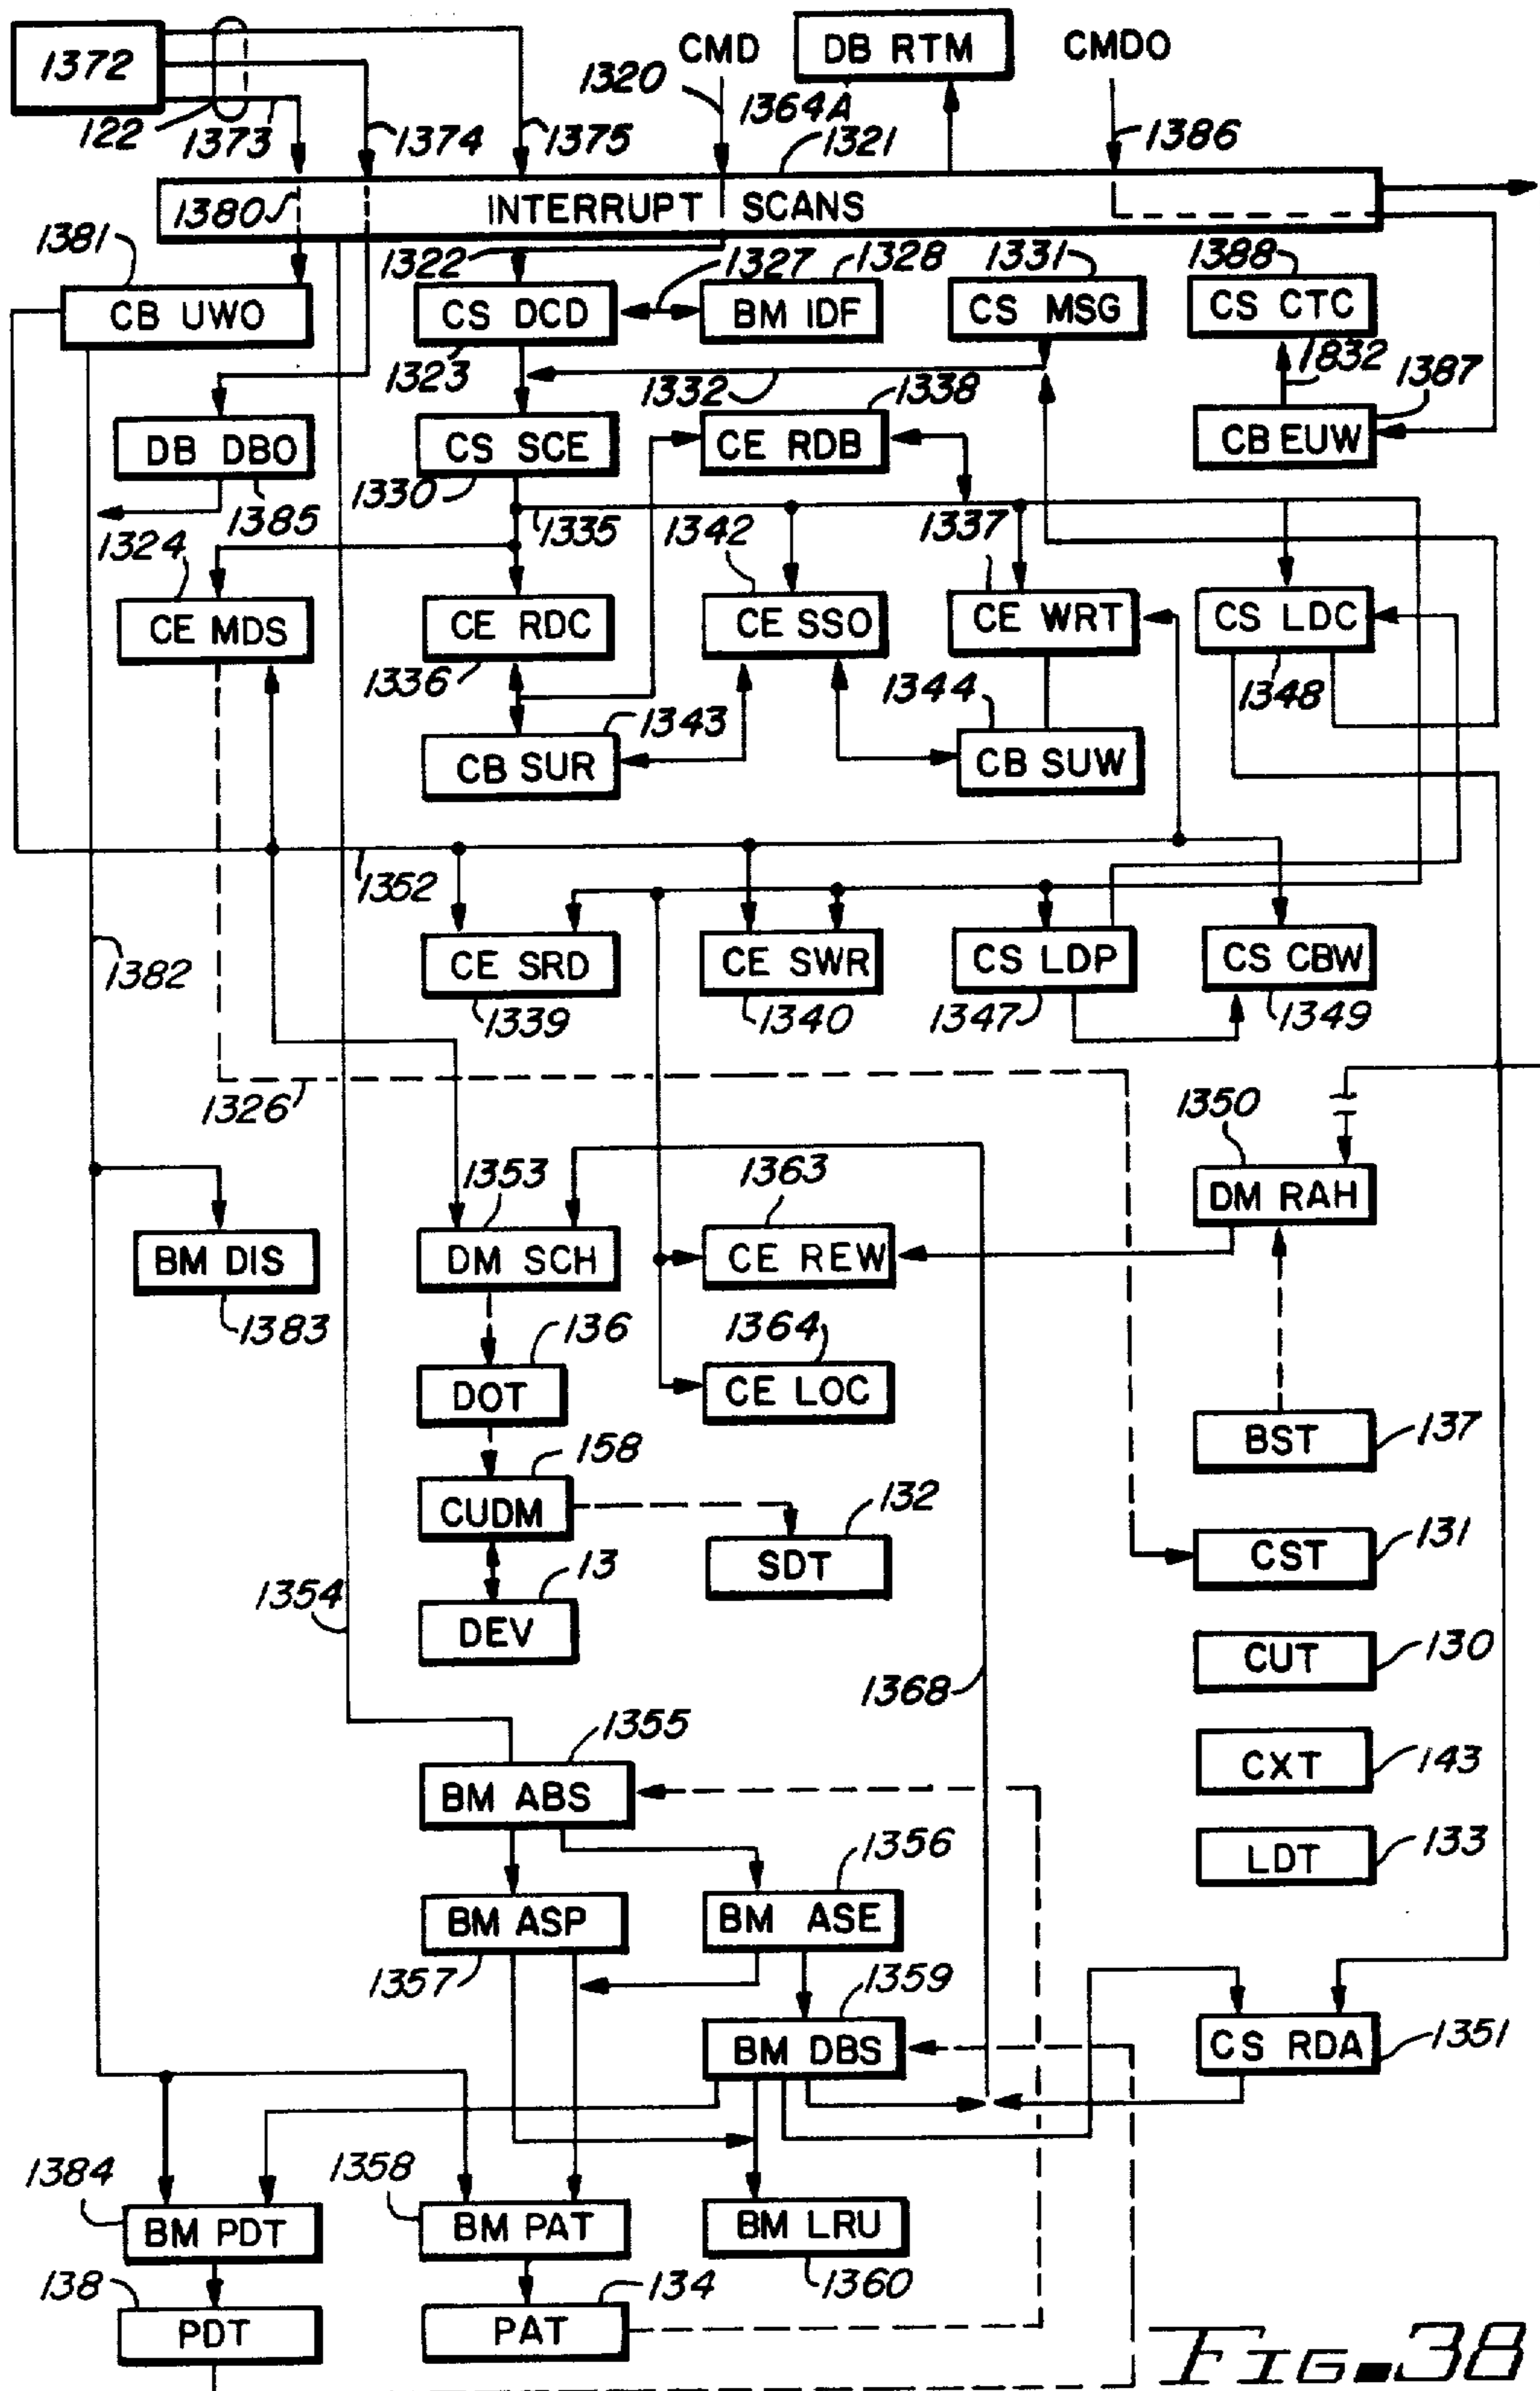 CMD
DB RTM
CMDO
1372
1320
1364A
122
1373
1374
1375
1321
1386
1380
INTERRUPT SCANS
1381
1322
1327
1328
1331
1388
CB UWO
CS DCD
BM IDF
CS MSG
CS CTC
1323
1332
1338
1832
1387
DB DBO
CS SCE
CE RDB
CB EUW
1330
1385
1324
1335
1342
1337
CE MDS
CE RDC
CE SSO
CE WRT
CS LDC
1336
1343
1344
1348
CB SUR
CB SUW
1352
1382
CE SRD
CE SWR
CS LDP
CS CBW
1339
1340
1347
1349
1326
1350
1353
1363
DM RAH
BM DIS
DM SCH
CE REW
1383
136
1364
DOT
CE LOC
158
BST
137
CUDM
132
131
13
SDT
CST
1354
DEV
CUT
130
1368
1355
CXT
143
BM ABS
1356
LDT
133
BM ASP
BM ASE
1357
1359
BM DBS
CS RDA
1351
1384
1358
BM PDT
BM PAT
BM LRU
138
134
1360
PDT
PAT
FIG. 38